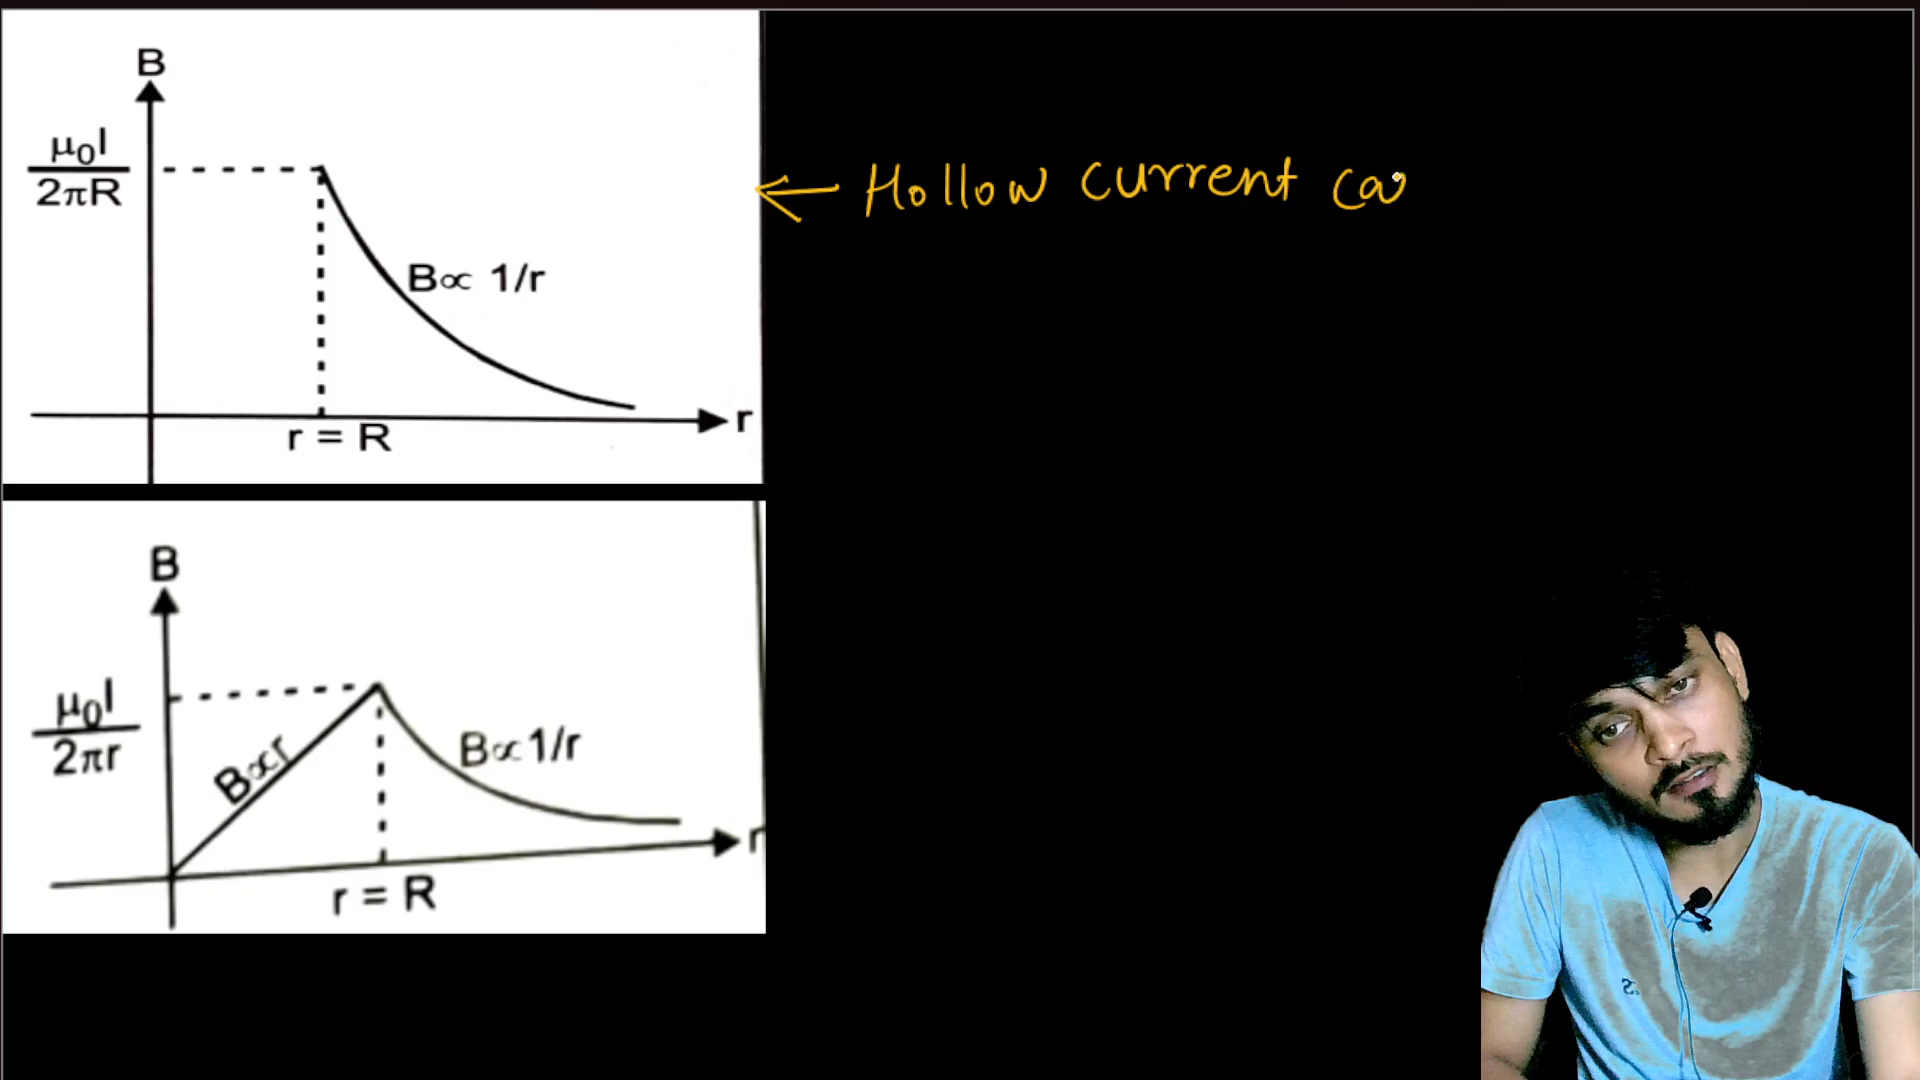 B
μ₀I
2πR
← Hollow current ca
B∝ 1/r
r
r = R
B
μ₀I
2πr
B∝r
B∝1/r
r
r = R